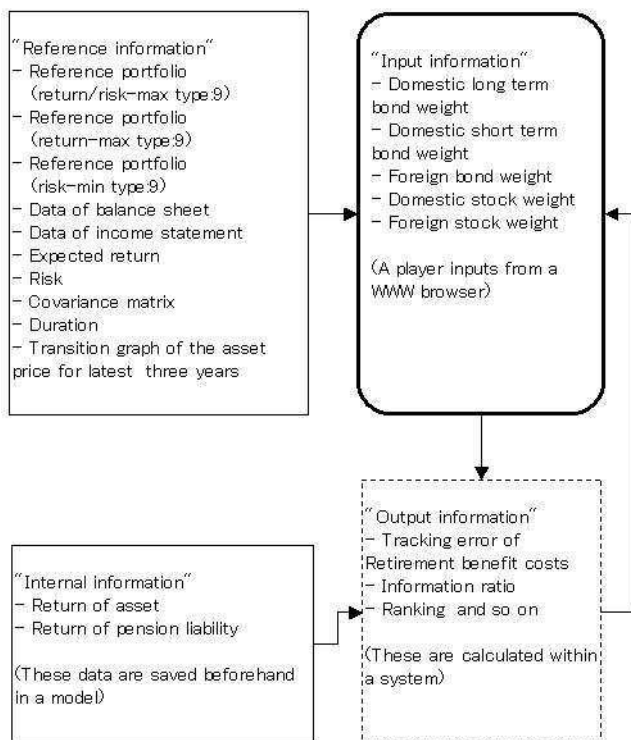 "Reference information"
- Reference portfolio
(return/risk-max type:9)
- Reference portfolio
(return-max type:9)
- Reference portfolio
(risk-min type:9)
- Data of balance sheet
- Data of income statement
- Expected return
- Risk
- Covariance matrix
- Duration
- Transition graph of the asset
price for latest three years
"Input information"
- Domestic long term
bond weight
- Domestic short term
bond weight
- Foreign bond weight
- Domestic stock weight
- Foreign stock weight
(A player inputs from a
WWW browser)
"Internal information"
- Return of asset
- Return of pension liability
(These data are saved beforehand
in a model)
"Output information"
- Tracking error of
Retirement benefit costs
- Information ratio
- Ranking and so on
(These are calculated within
a system)